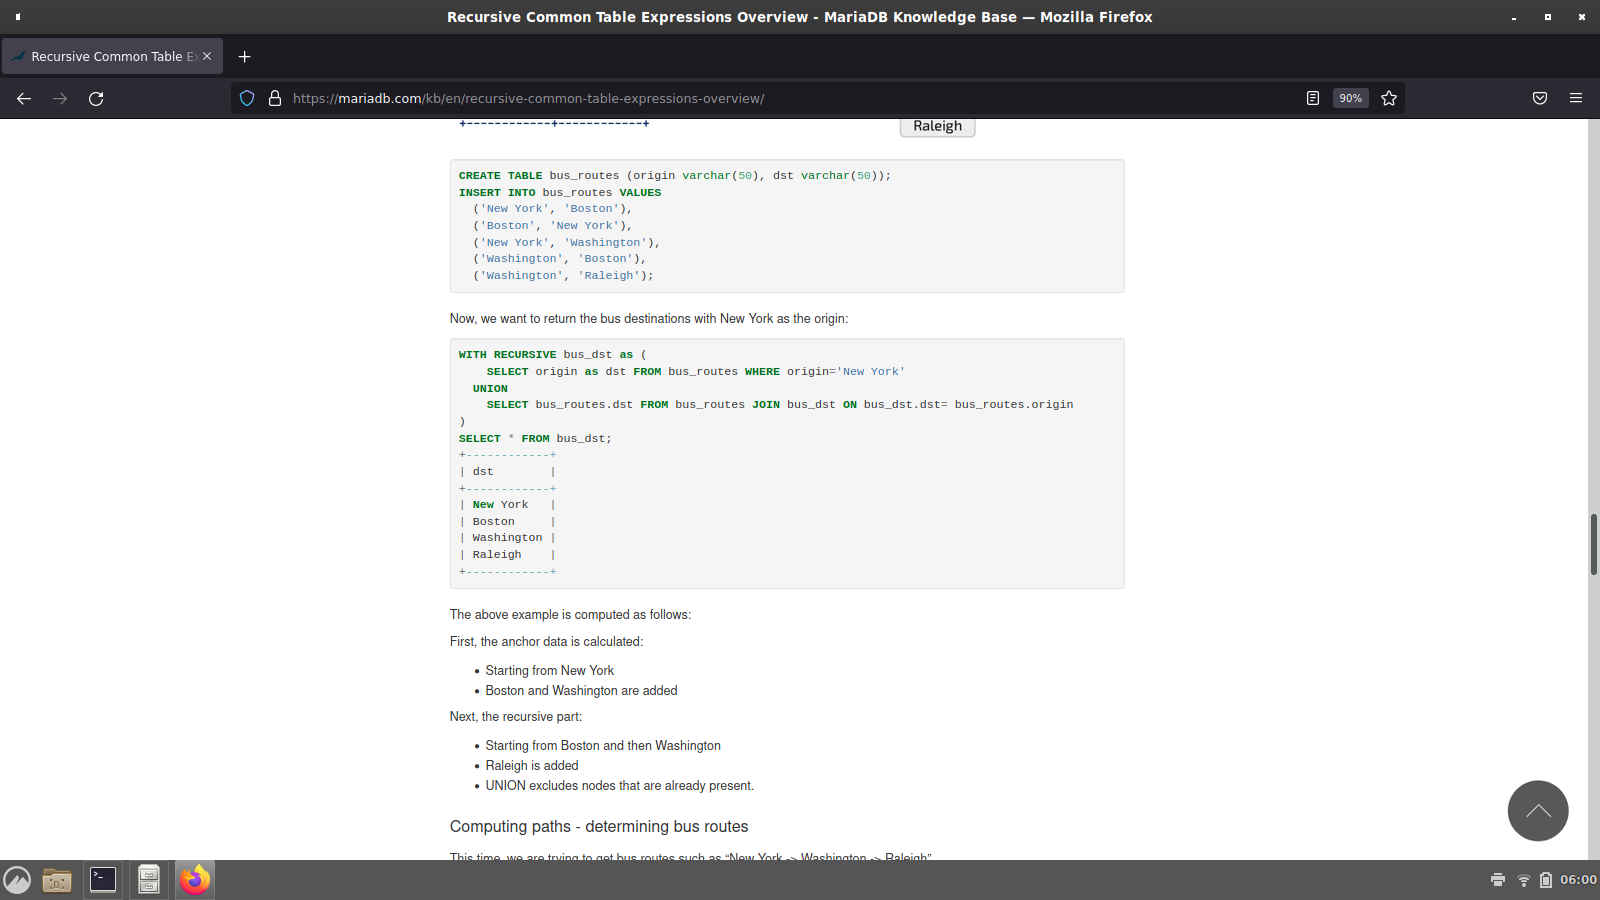 Recursive Common Table Expressions Overview - MariaDB Knowledge Base — Mozilla Firefox
Recursive Common Table Ex
https://mariadb.com/kb/en/recursive-common-table-expressions-overview/
90%
+------------+------------+
Raleigh
CREATE TABLE bus_routes (origin varchar(50), dst varchar(50));
INSERT INTO bus_routes VALUES
('New York', 'Boston'),
('Boston', 'New York'),
('New York', 'Washington'),
('Washington', 'Boston'),
('Washington', 'Raleigh');
Now, we want to return the bus destinations with New York as the origin:
WITH RECURSIVE bus_dst as (
SELECT origin as dst FROM bus_routes WHERE origin='New York'
UNION
SELECT bus_routes.dst FROM bus_routes JOIN bus_dst ON bus_dst.dst= bus_routes.origin
)
SELECT * FROM bus_dst;
+------------+
| dst        |
+------------+
| New York   |
| Boston     |
| Washington |
| Raleigh    |
+------------+
The above example is computed as follows:
First, the anchor data is calculated:
• Starting from New York
• Boston and Washington are added
Next, the recursive part:
• Starting from Boston and then Washington
• Raleigh is added
• UNION excludes nodes that are already present.
Computing paths - determining bus routes
This time, we are trying to get bus routes such as “New York -> Washington -> Raleigh”.
06:00